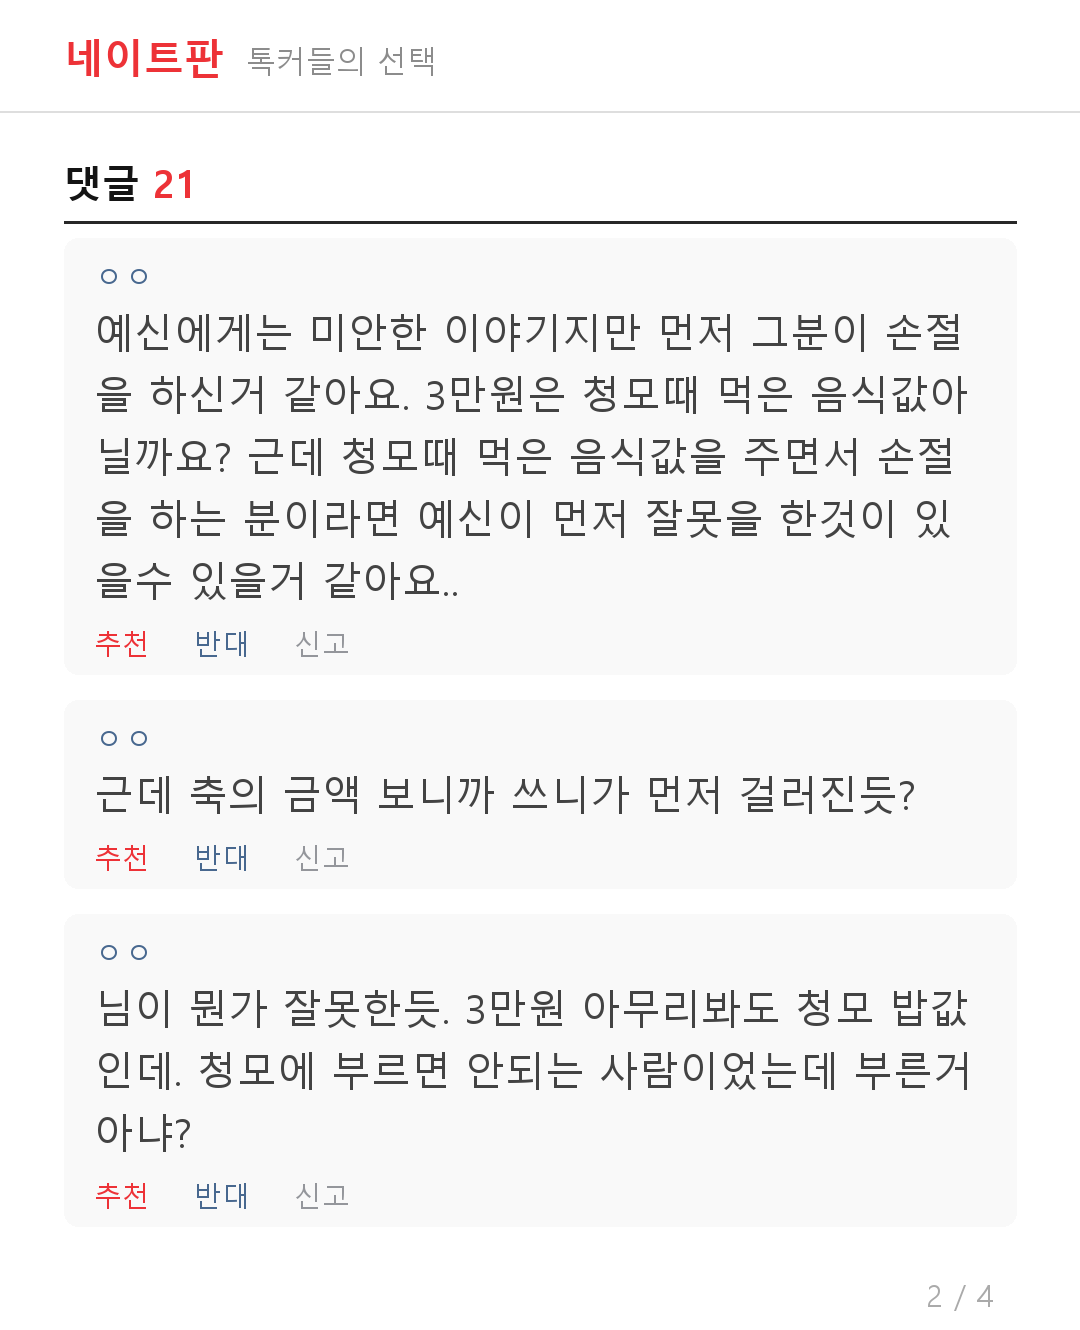 네이트판 톡커들의 선택
댓글 21
ㅇㅇ
예신에게는 미안한 이야기지만 먼저 그분이 손절
을 하신거 같아요. 3만원은 청모때 먹은 음식값아
닐까요? 근데 청모때 먹은 음식값을 주면서 손절
을 하는 분이라면 예신이 먼저 잘못을 한것이 있
을수 있을거 같아요..
추천 반대 신고
ㅇㅇ
근데 축의 금액 보니까 쓰니가 먼저 걸러진듯?
추천 반대 신고
ㅇㅇ
님이 뭔가 잘못한듯. 3만원 아무리봐도 청모 밥값
인데. 청모에 부르면 안되는 사람이었는데 부른거
아냐?
추천 반대 신고
2 / 4